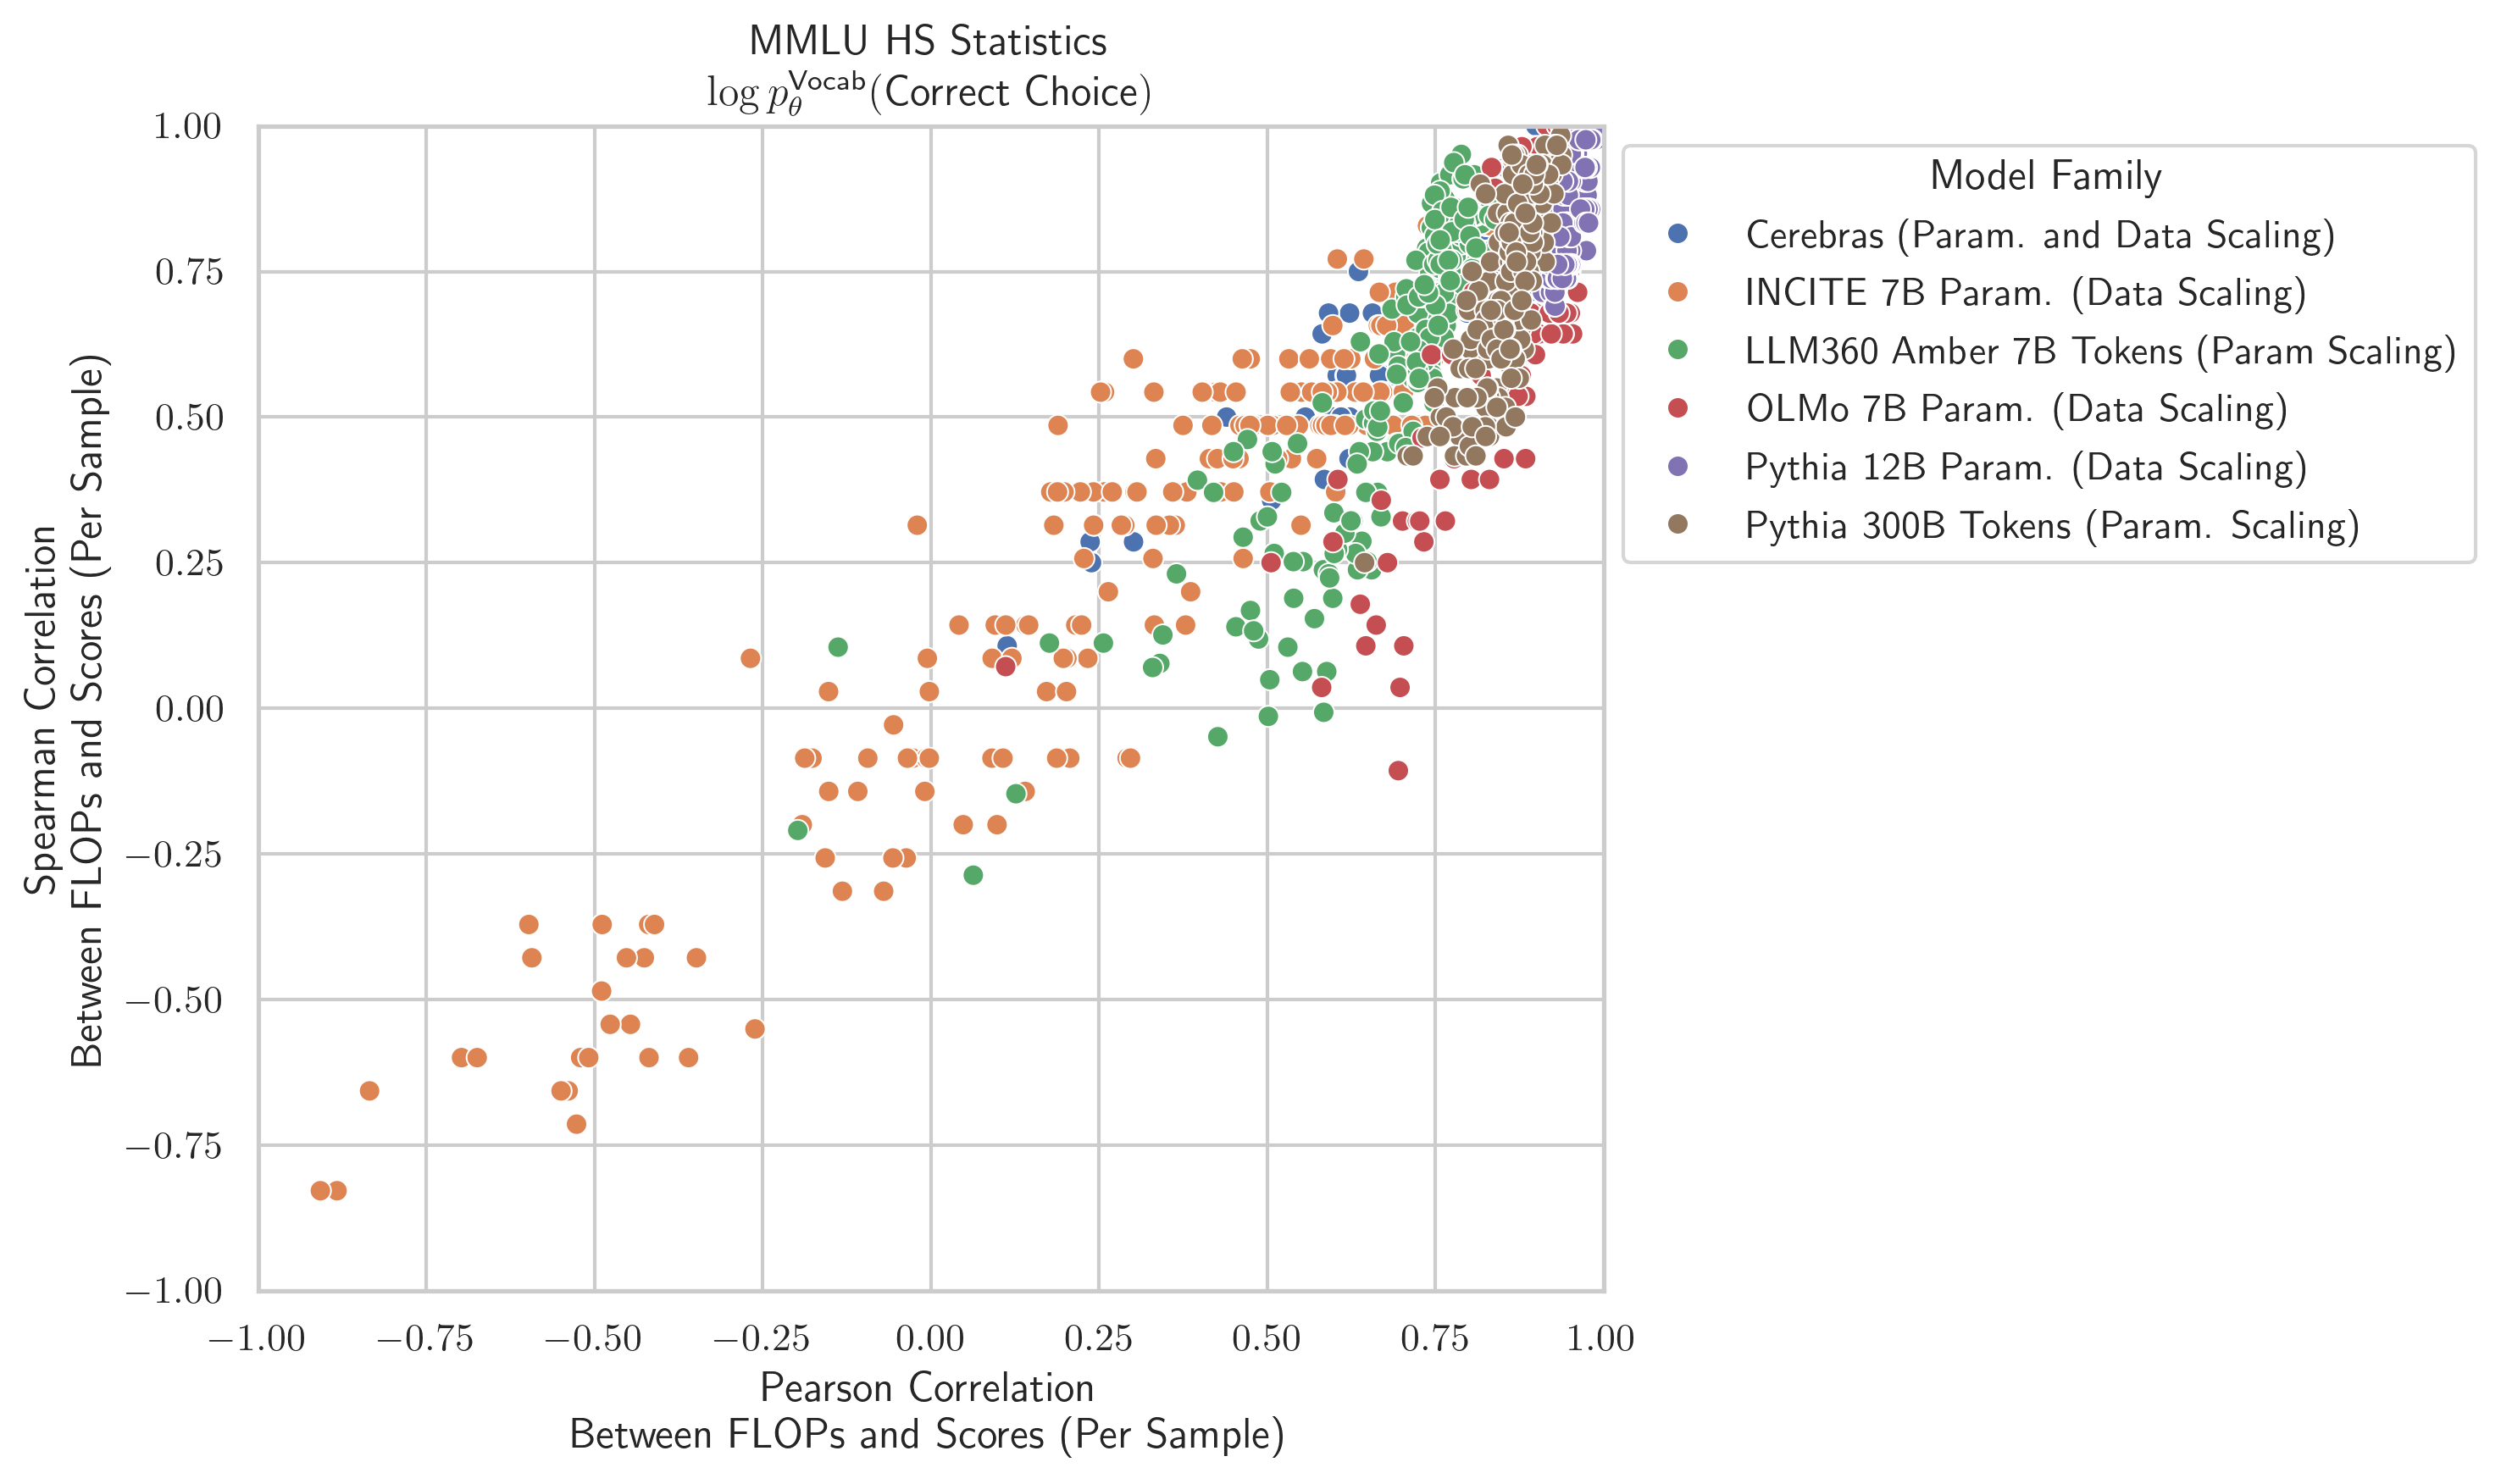 MMLU HS Statistics
log p_θ^Vocab(Correct Choice)
1.00
0.75
0.50
0.25
0.00
−0.25
−0.50
−0.75
−1.00
Spearman Correlation
Between FLOPs and Scores (Per Sample)
−1.00 −0.75 −0.50 −0.25 0.00 0.25 0.50 0.75 1.00
Pearson Correlation
Between FLOPs and Scores (Per Sample)
Model Family
Cerebras (Param. and Data Scaling)
INCITE 7B Param. (Data Scaling)
LLM360 Amber 7B Tokens (Param Scaling)
OLMo 7B Param. (Data Scaling)
Pythia 12B Param. (Data Scaling)
Pythia 300B Tokens (Param. Scaling)